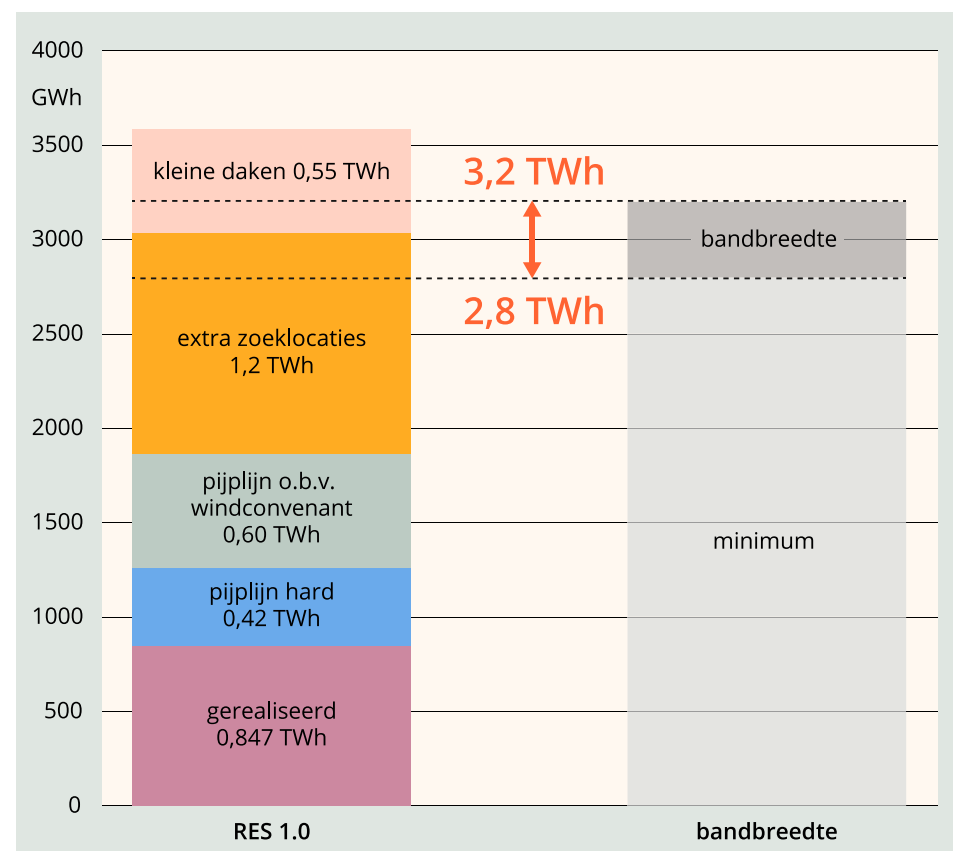 4000
GWh
3500
3000
2500
2000
1500
1000
500
0
kleine daken 0,55 TWh
extra zoeklocaties
1,2 TWh
pijplijn o.b.v.
windconvenant
0,60 TWh
pijplijn hard
0,42 TWh
gerealiseerd
0,847 TWh
3,2 TWh
2,8 TWh
bandbreedte
minimum
RES 1.0
bandbreedte